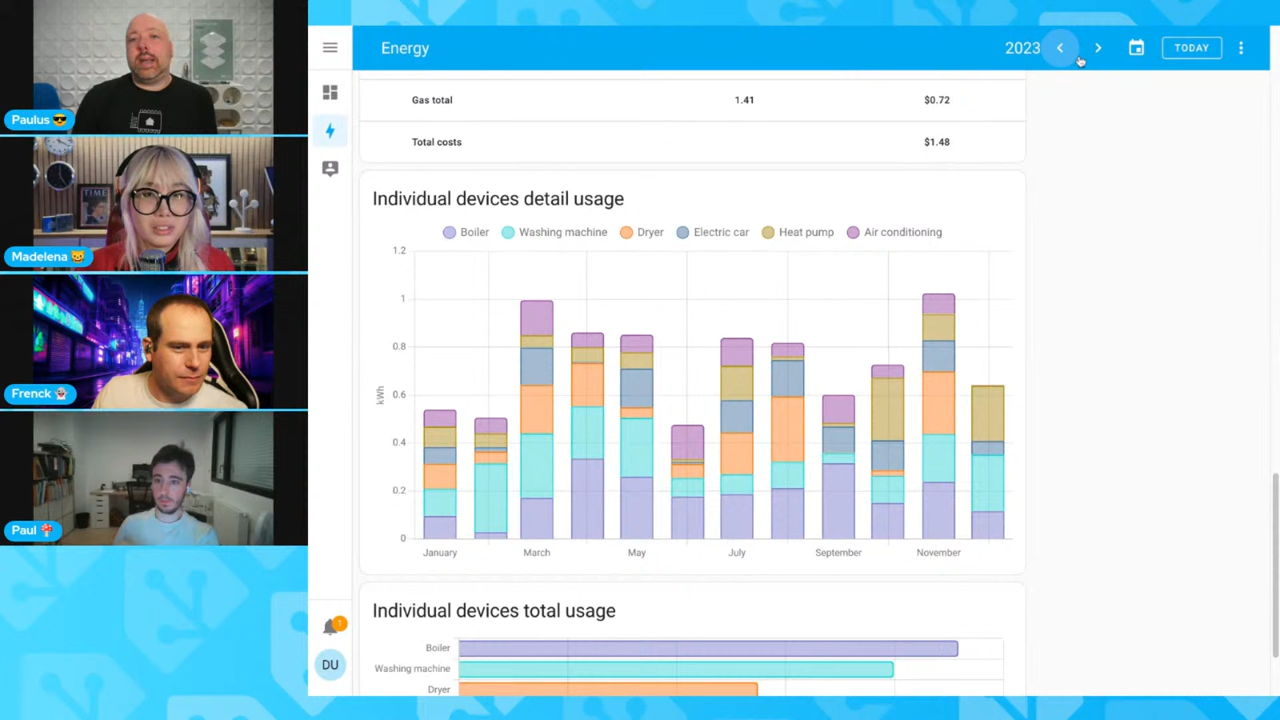 Paulus 😎
TIME
Madelena 🐱
Frenck 👻
Paul 🍄
Energy
2023
TODAY
Gas total 1.41 $0.72
Total costs $1.48
Individual devices detail usage
Boiler Washing machine Dryer Electric car Heat pump Air conditioning
1.2
1
0.8
0.6
0.4
0.2
0
kWh
January March May July September November
Individual devices total usage
Boiler
Washing machine
Dryer
1
DU